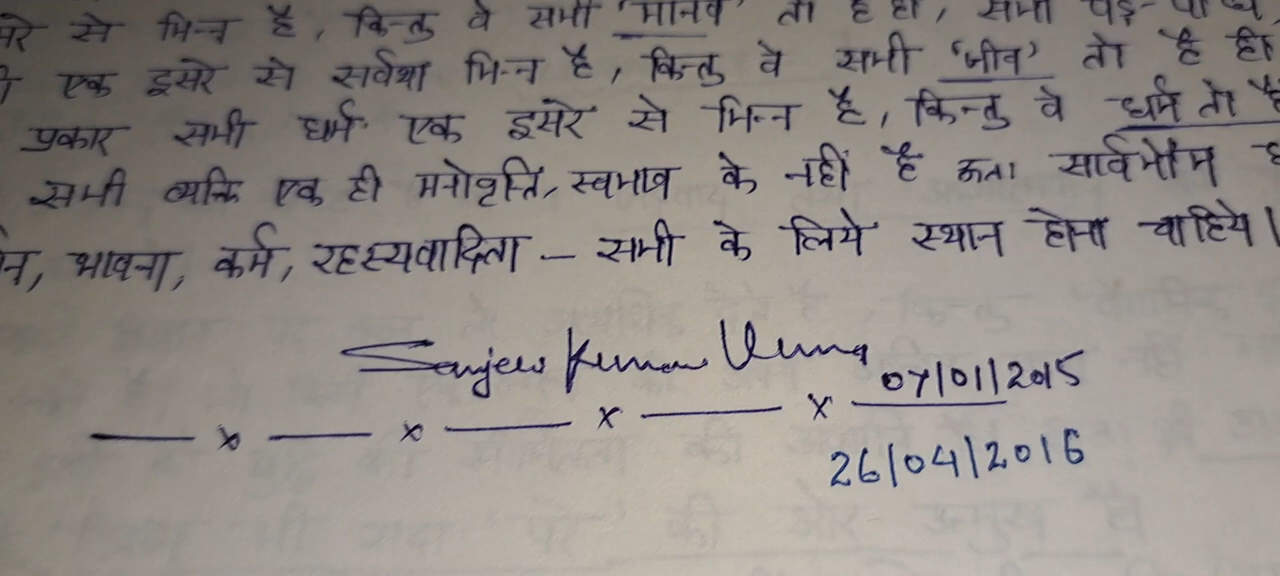 से भिन्न है, किन्तु वे सभी 'मानव' तो है ही, सभी पेड़-पौधे
एक दूसरे से सर्वथा भिन्न है, किन्तु वे सभी 'जीव' तो है ही
प्रकार सभी धर्म एक दूसरे से भिन्न है, किन्तु वे धर्म तो है
सभी व्यक्ति एक ही मनोवृत्ति, स्वभाव के नहीं है अतः सार्वभौम
भावना, कर्म, रहस्यवादिता – सभी के लिये स्थान होना चाहिये।
Sanjeev Kumar Verma
07/01/2015
— x — x — x — x —
26/04/2016